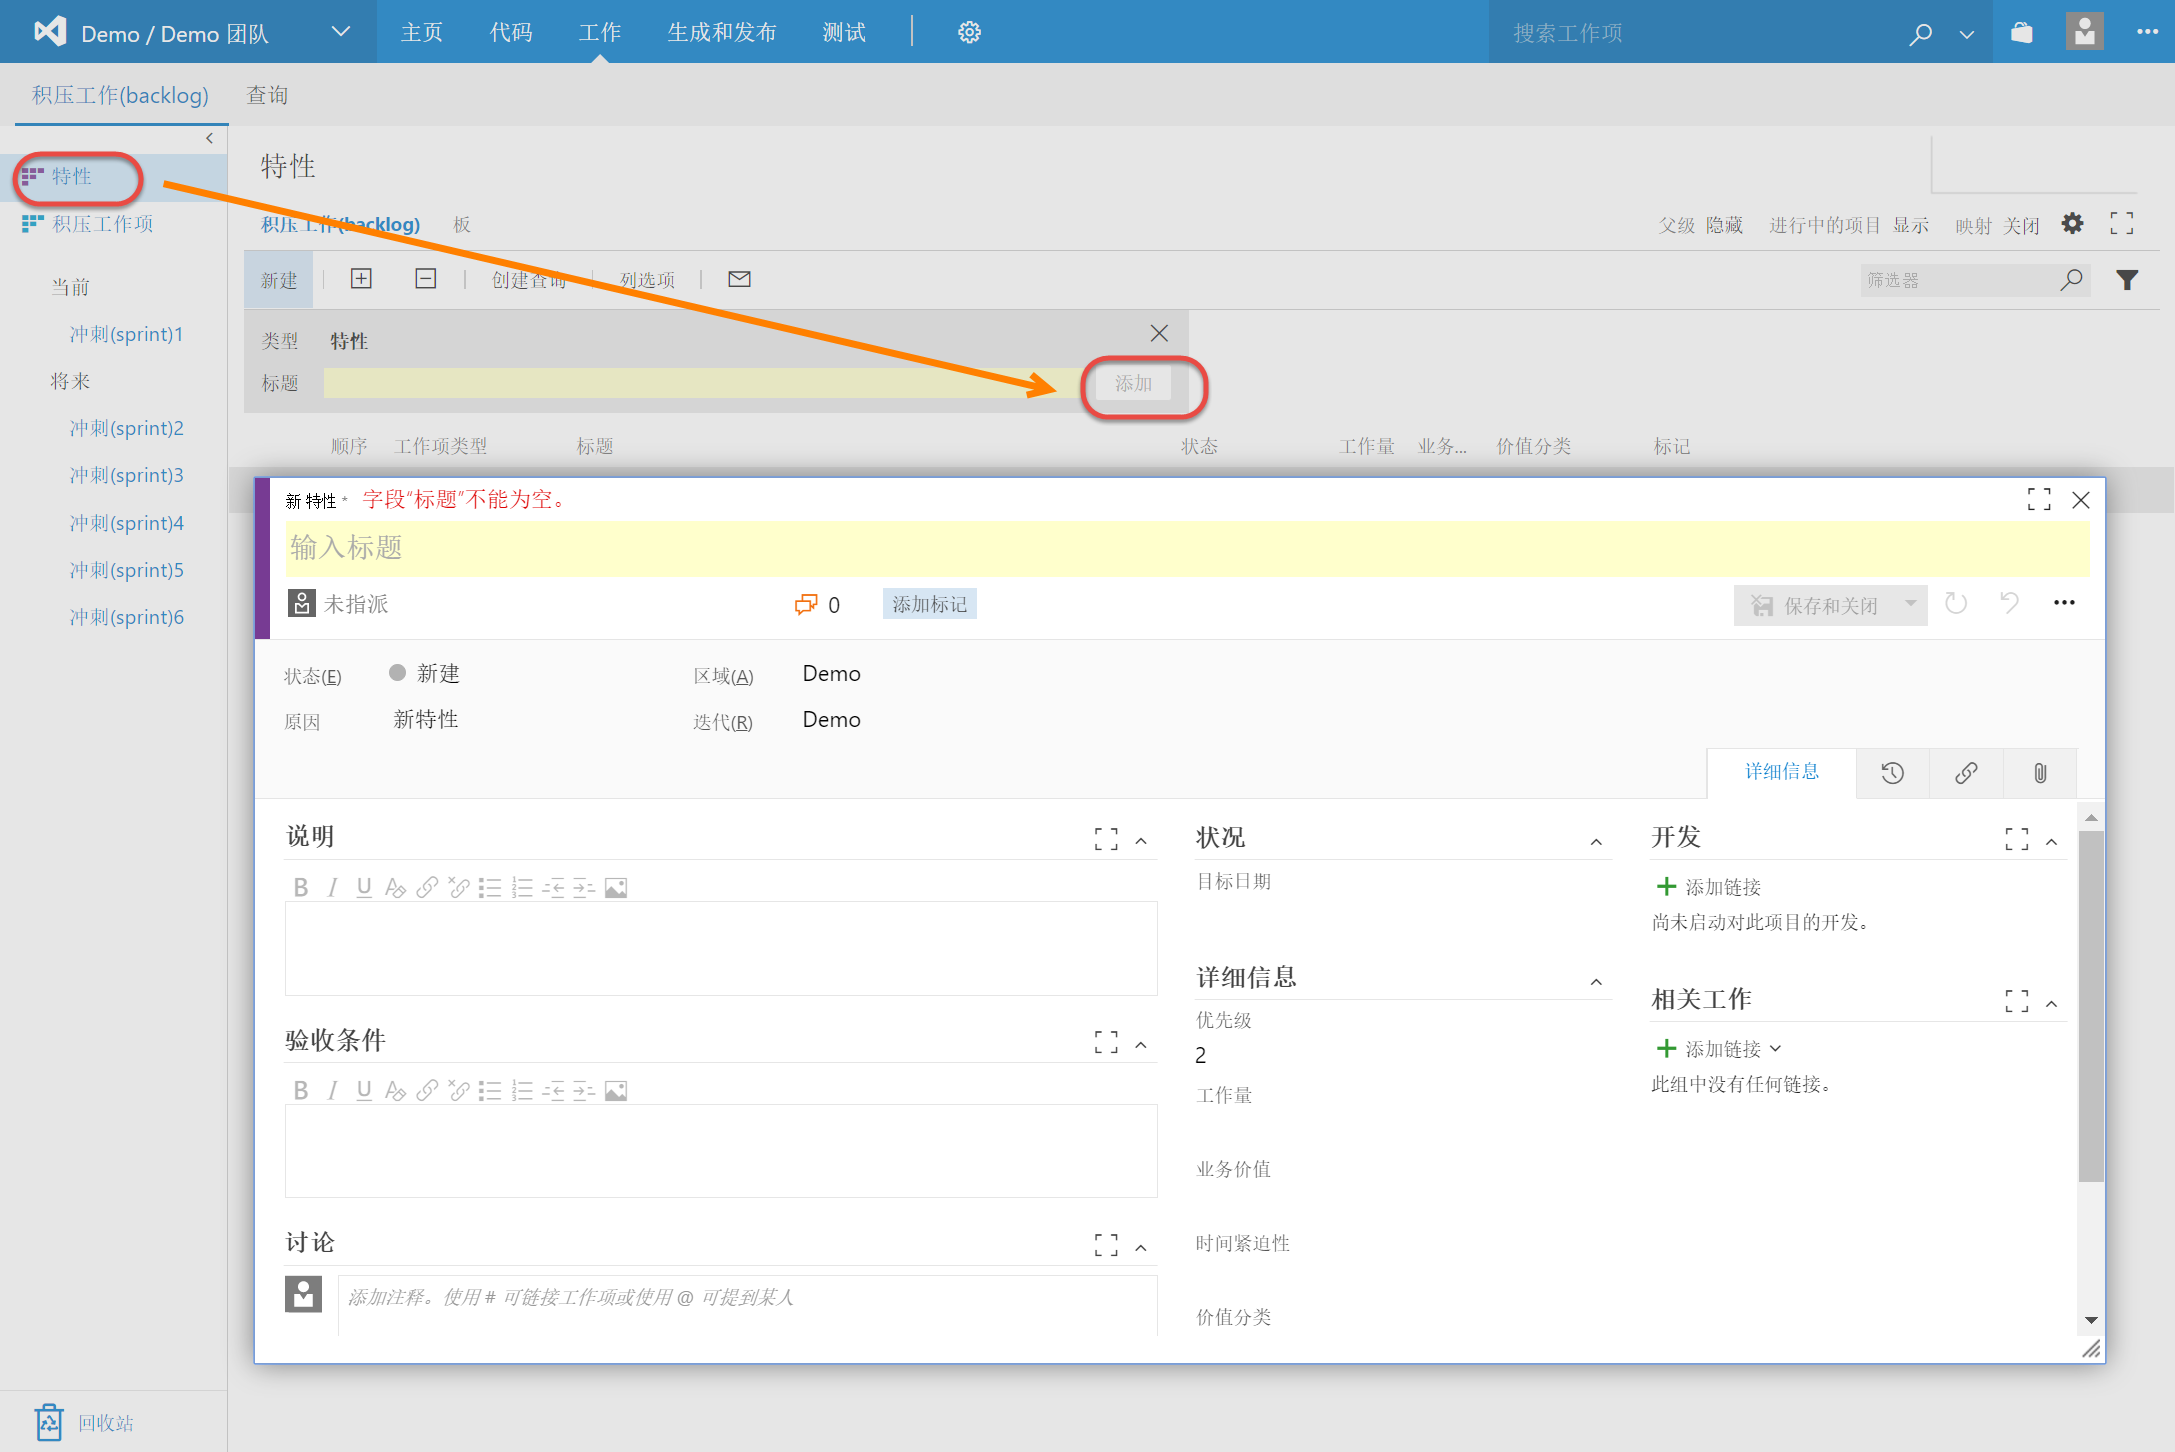 Demo / Demo 团队 主页 代码 工作 生成和发布 测试 搜索工作项
积压工作(backlog) 查询
特性
积压工作项
当前
冲刺(sprint)1
将来
冲刺(sprint)2
冲刺(sprint)3
冲刺(sprint)4
冲刺(sprint)5
冲刺(sprint)6
回收站
特性
积压工作(backlog) 板 父级 隐藏 进行中的项目 显示 映射 关闭
新建 创建查询 列选项 筛选器
类型 特性
标题 添加
顺序 工作项类型 标题 状态 工作量 业务... 价值分类 标记
新 特性 * 字段“标题”不能为空。
输入标题
未指派 0 添加标记 保存和关闭
状态(E) 新建 区域(A) Demo
原因 新特性 迭代(R) Demo
详细信息
说明
验收条件
讨论
添加注释。使用 # 可链接工作项或使用 @ 可提到某人
状况
目标日期
详细信息
优先级
2
工作量
业务价值
时间紧迫性
价值分类
开发
添加链接
尚未启动对此项目的开发。
相关工作
添加链接
此组中没有任何链接。